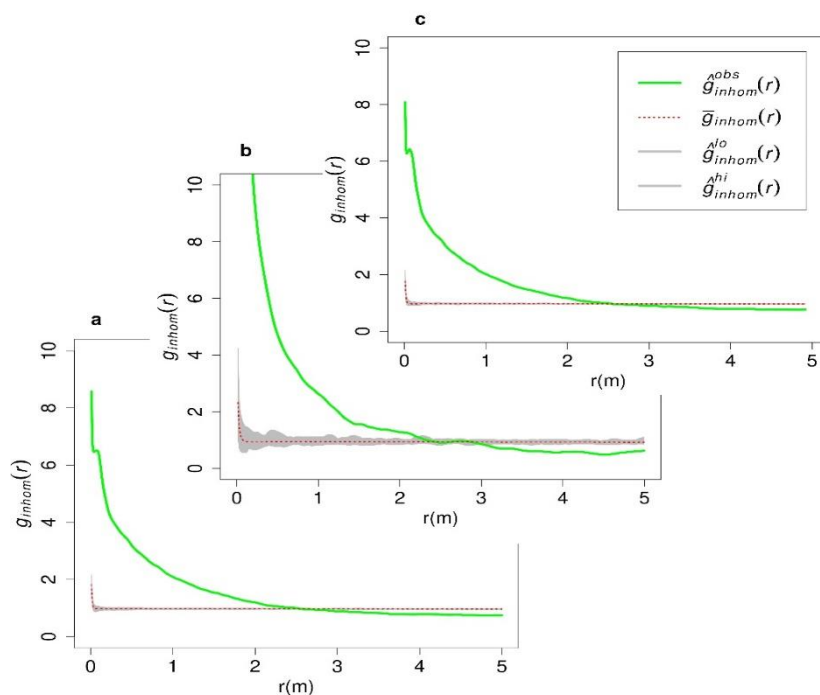 c
10
8
6
4
2
0
g_inhom(r)
0 1 2 3 4 5
r(m)
ĝ^obs_inhom(r)
ḡ_inhom(r)
ĝ^lo_inhom(r)
ĝ^hi_inhom(r)
b
10
8
6
4
2
0
g_inhom(r)
0 1 2 3 4 5
r(m)
a
10
8
6
4
2
0
g_inhom(r)
0 1 2 3 4 5
r(m)